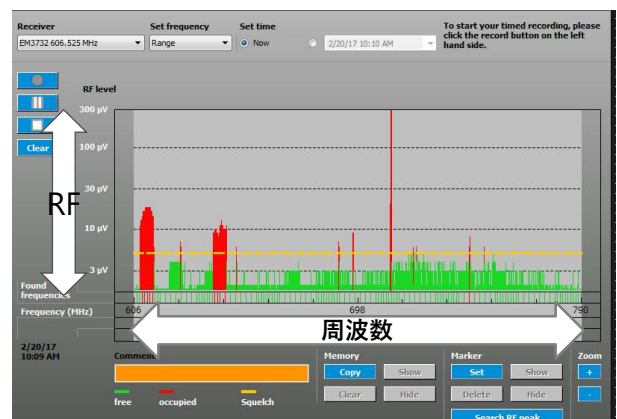 Receiver
Set frequency
Set time
To start your timed recording, please
click the record button on the left
hand side.
EM3732 606.525 MHz
Range
Now
2/20/17 10:10 AM
RF level
300 µV
Clear
100 µV
30 µV
RF
10 µV
3 µV
Found
frequencies
Frequency (MHz)
606
698
790
周波数
2/20/17
10:09 AM
Comment
Memory
Marker
Zoom
Copy
Show
Set
Show
+
Clear
Hide
Delete
Hide
-
free
occupied
Squelch
Search RF peak